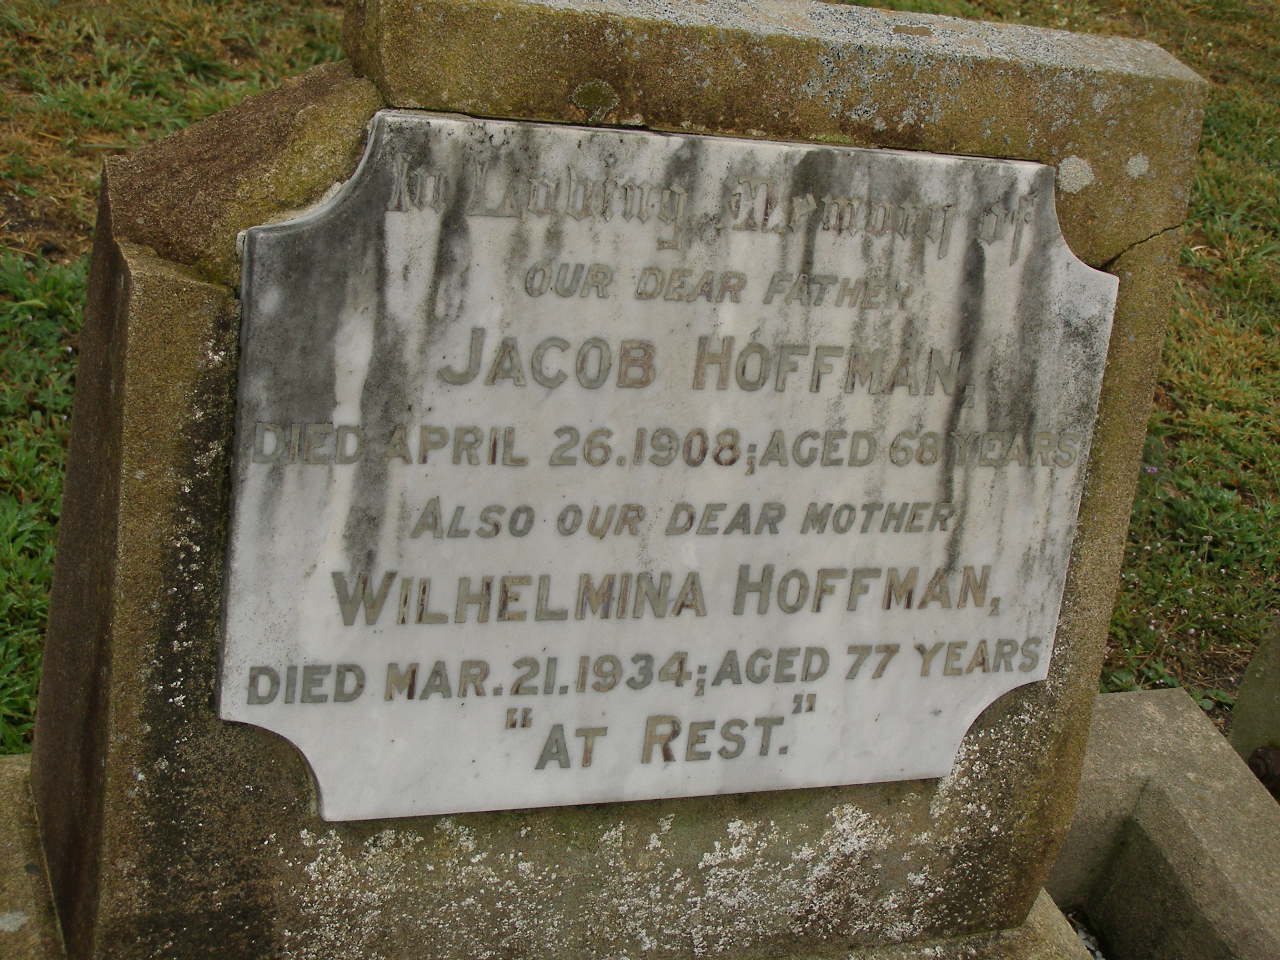 In Loving Memory of
OUR DEAR FATHER
JACOB HOFFMAN,
DIED APRIL 26.1908; AGED 68 YEARS
ALSO OUR DEAR MOTHER
WILHELMINA HOFFMAN,
DIED MAR. 21.1934; AGED 77 YEARS
"AT REST."